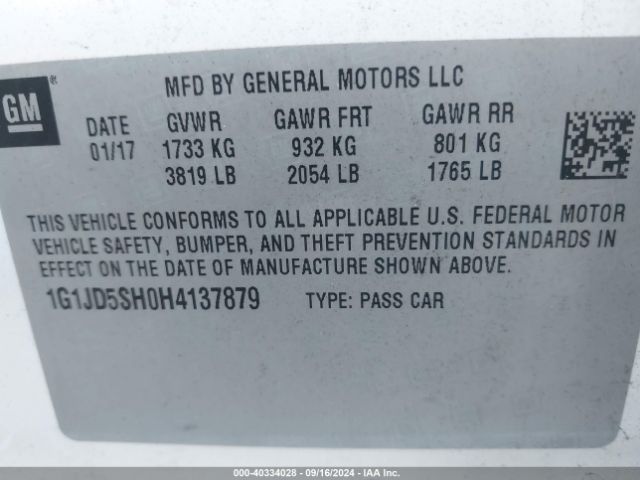 MFD BY GENERAL MOTORS LLC
GM®
DATE GVWR GAWR FRT GAWR RR
01/17 1733 KG 932 KG 801 KG
3819 LB 2054 LB 1765 LB
THIS VEHICLE CONFORMS TO ALL APPLICABLE U.S. FEDERAL MOTOR
VEHICLE SAFETY, BUMPER, AND THEFT PREVENTION STANDARDS IN
EFFECT ON THE DATE OF MANUFACTURE SHOWN ABOVE.
1G1JD5SH0H4137879 TYPE: PASS CAR
000-40334028 - 09/16/2024 - IAAI.COM